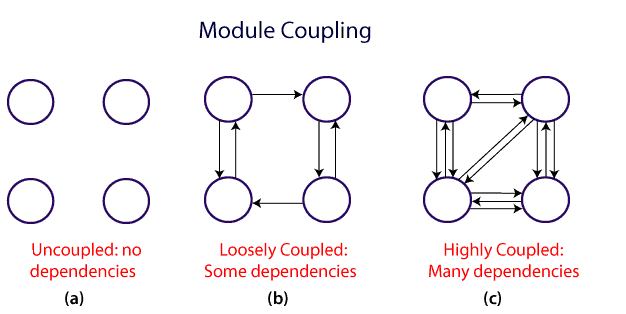 Module Coupling
Uncoupled: no
dependencies
(a)
Loosely Coupled:
Some dependencies
(b)
Highly Coupled:
Many dependencies
(c)